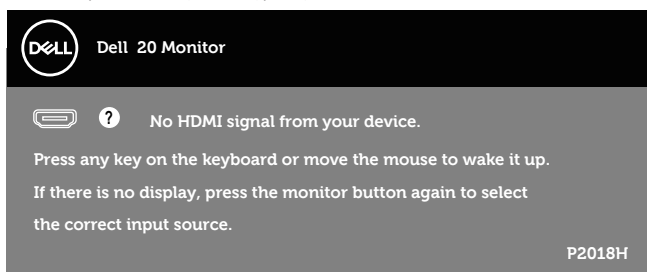 DELL
Dell 20 Monitor
? No HDMI signal from your device.
Press any key on the keyboard or move the mouse to wake it up.
If there is no display, press the monitor button again to select
the correct input source.
P2018H